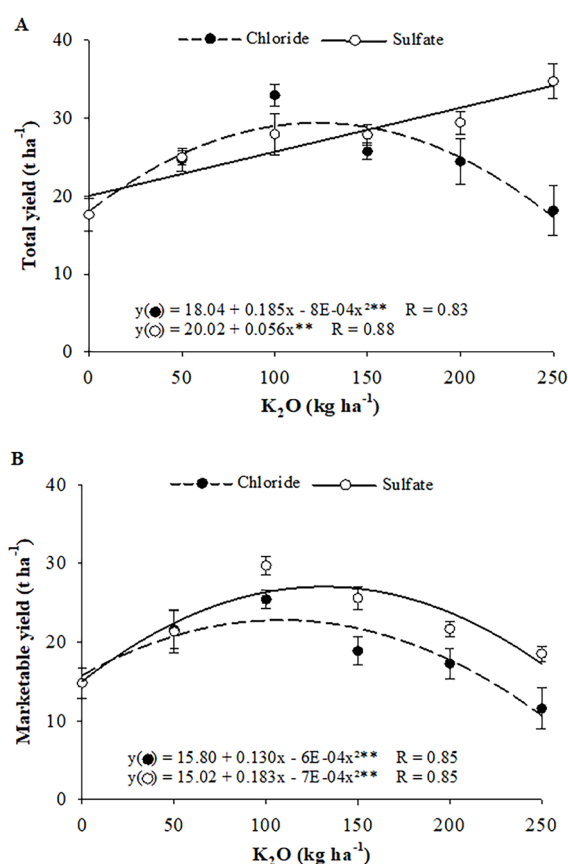 A
40
Chloride Sulfate
30
20
10
0
Total yield (t ha⁻¹)
y(●) = 18.04 + 0.185x - 8E-04x²** R = 0.83
y(○) = 20.02 + 0.056x** R = 0.88
0 50 100 150 200 250
K₂O (kg ha⁻¹)
B
40
Chloride Sulfate
30
20
10
0
Marketable yield (t ha⁻¹)
y(●) = 15.80 + 0.130x - 6E-04x²** R = 0.85
y(○) = 15.02 + 0.183x - 7E-04x²** R = 0.85
0 50 100 150 200 250
K₂O (kg ha⁻¹)